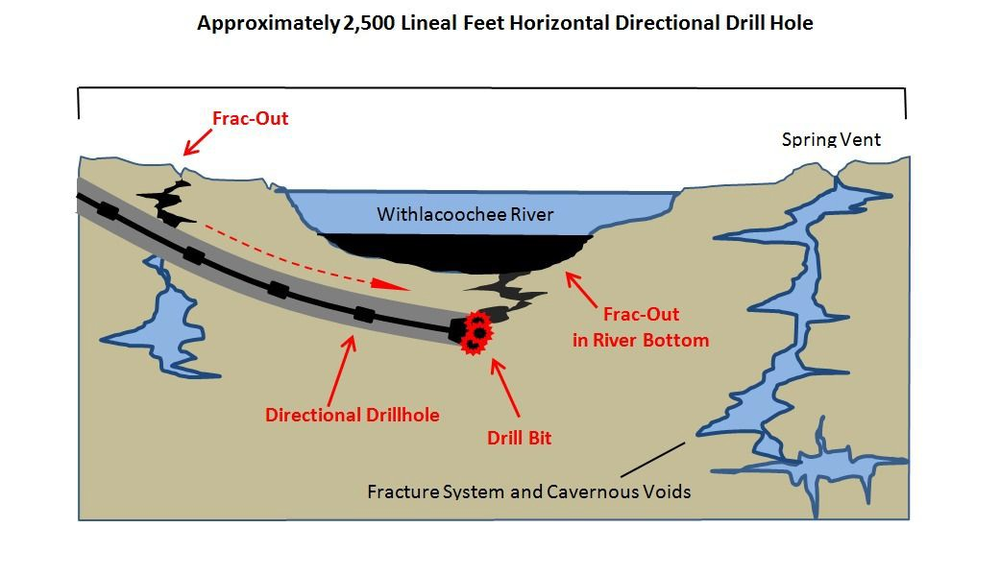 Approximately 2,500 Lineal Feet Horizontal Directional Drill Hole
Frac-Out
Spring Vent
Withlacoochee River
Frac-Out
in River Bottom
Directional Drillhole
Drill Bit
Fracture System and Cavernous Voids